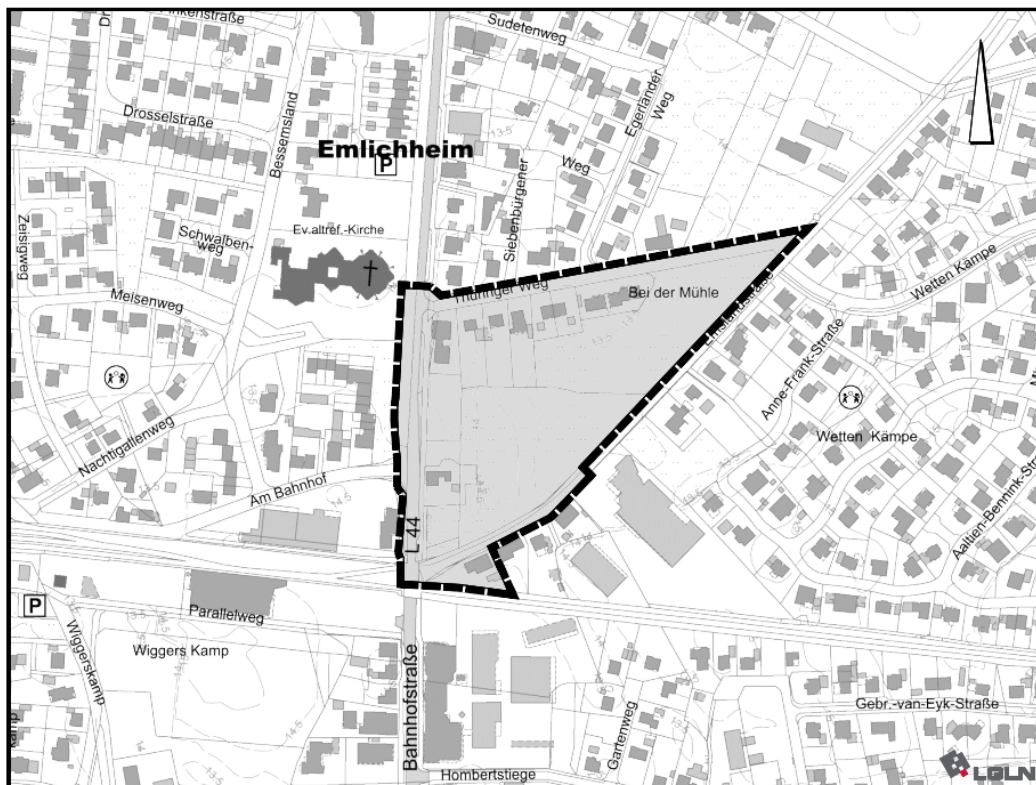 Sudetenweg
Drosselstraße
Bessemsland
Emlichheim
P
Egerländer
Weg
Weg
Siebenbürgener
Ev.altref.-Kirche
Schwalben-
weg
Zeisigweg
Meisenweg
Thüringer Weg
Bei der Mühle
Wetten Kämpe
Anne-Frank-Straße
Wetten Kämpe
Nachtigallenweg
Am Bahnhof
L 44
Parallelweg
P
Wiggers Kamp
Wiggerskamp
Bahnhofstraße
Gartenweg
Gebr.-van-Eyk-Straße
Hombertstiege
LGLN